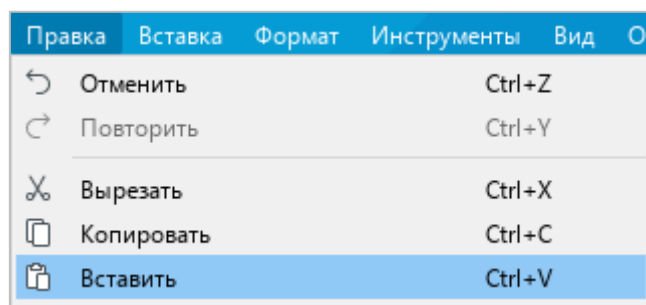 Правка Вставка Формат Инструменты Вид
Отменить Ctrl+Z
Повторить Ctrl+Y
Вырезать Ctrl+X
Копировать Ctrl+C
Вставить Ctrl+V